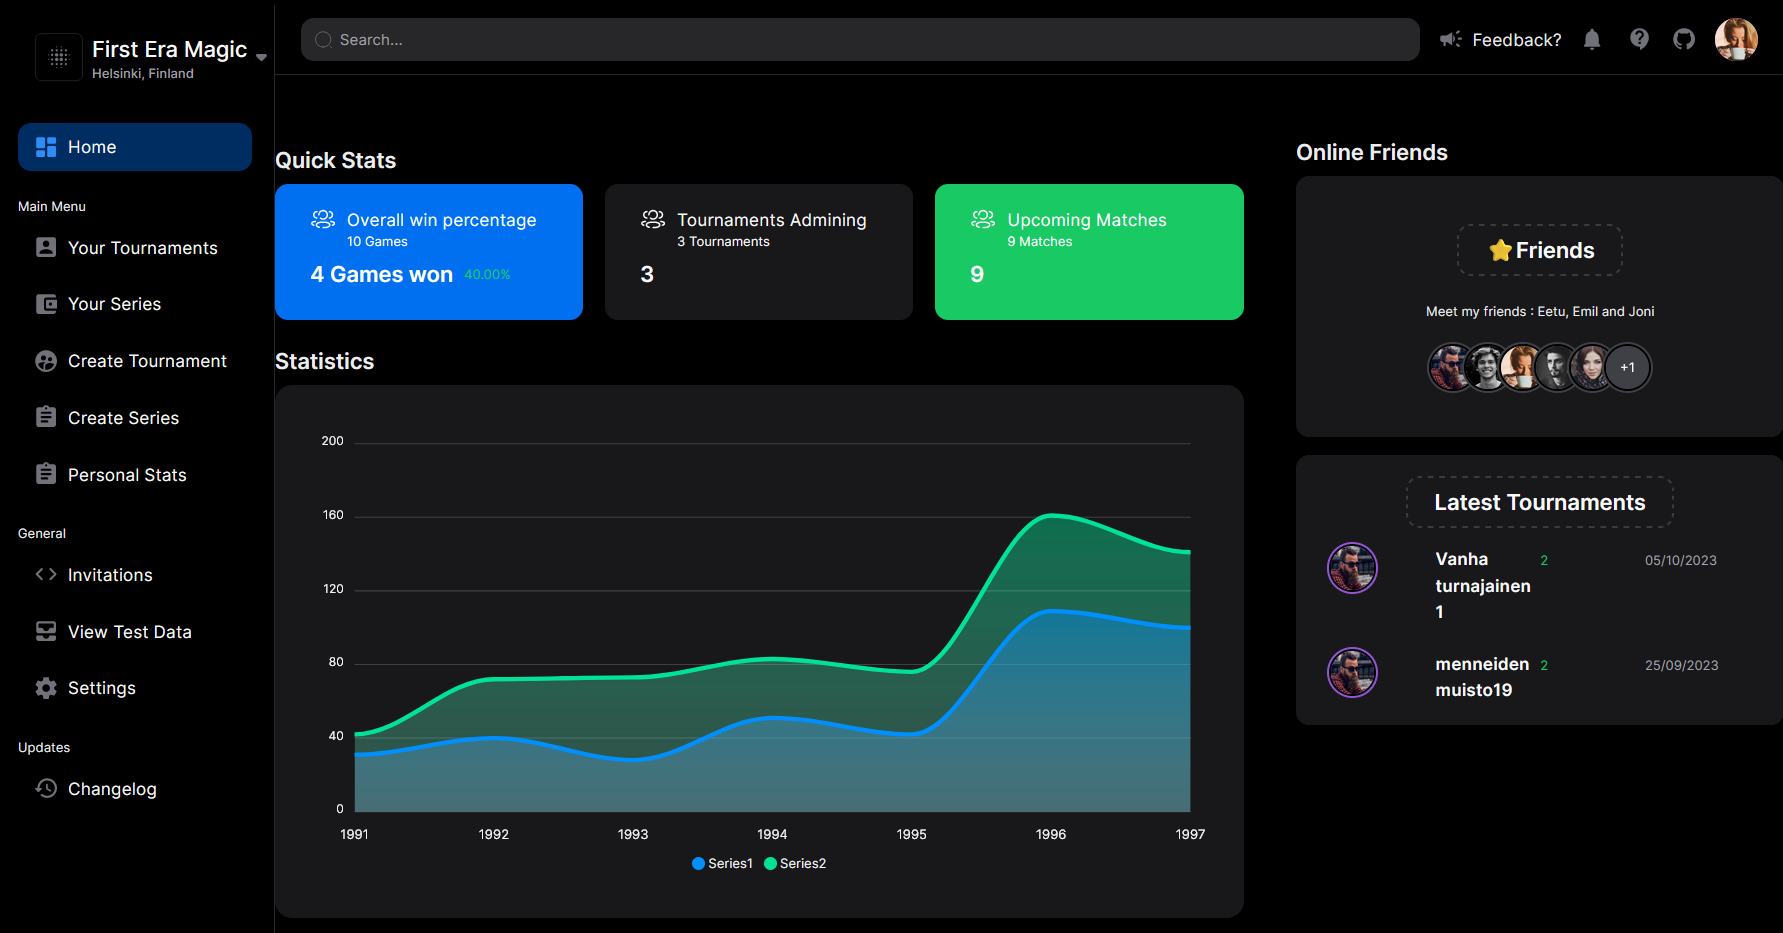 First Era Magic
Helsinki, Finland
Search...
Feedback?
Home
Main Menu
Your Tournaments
Your Series
Create Tournament
Create Series
Personal Stats
General
Invitations
View Test Data
Settings
Updates
Changelog
Quick Stats
Overall win percentage
10 Games
4 Games won 40.00%
Tournaments Admining
3 Tournaments
3
Upcoming Matches
9 Matches
9
Statistics
200
160
120
80
40
0
1991 1992 1993 1994 1995 1996 1997
Series1 Series2
Online Friends
Friends
Meet my friends : Eetu, Emil and Joni
+1
Latest Tournaments
Vanha 2 05/10/2023
turnajainen
1
menneiden 2 25/09/2023
muisto19